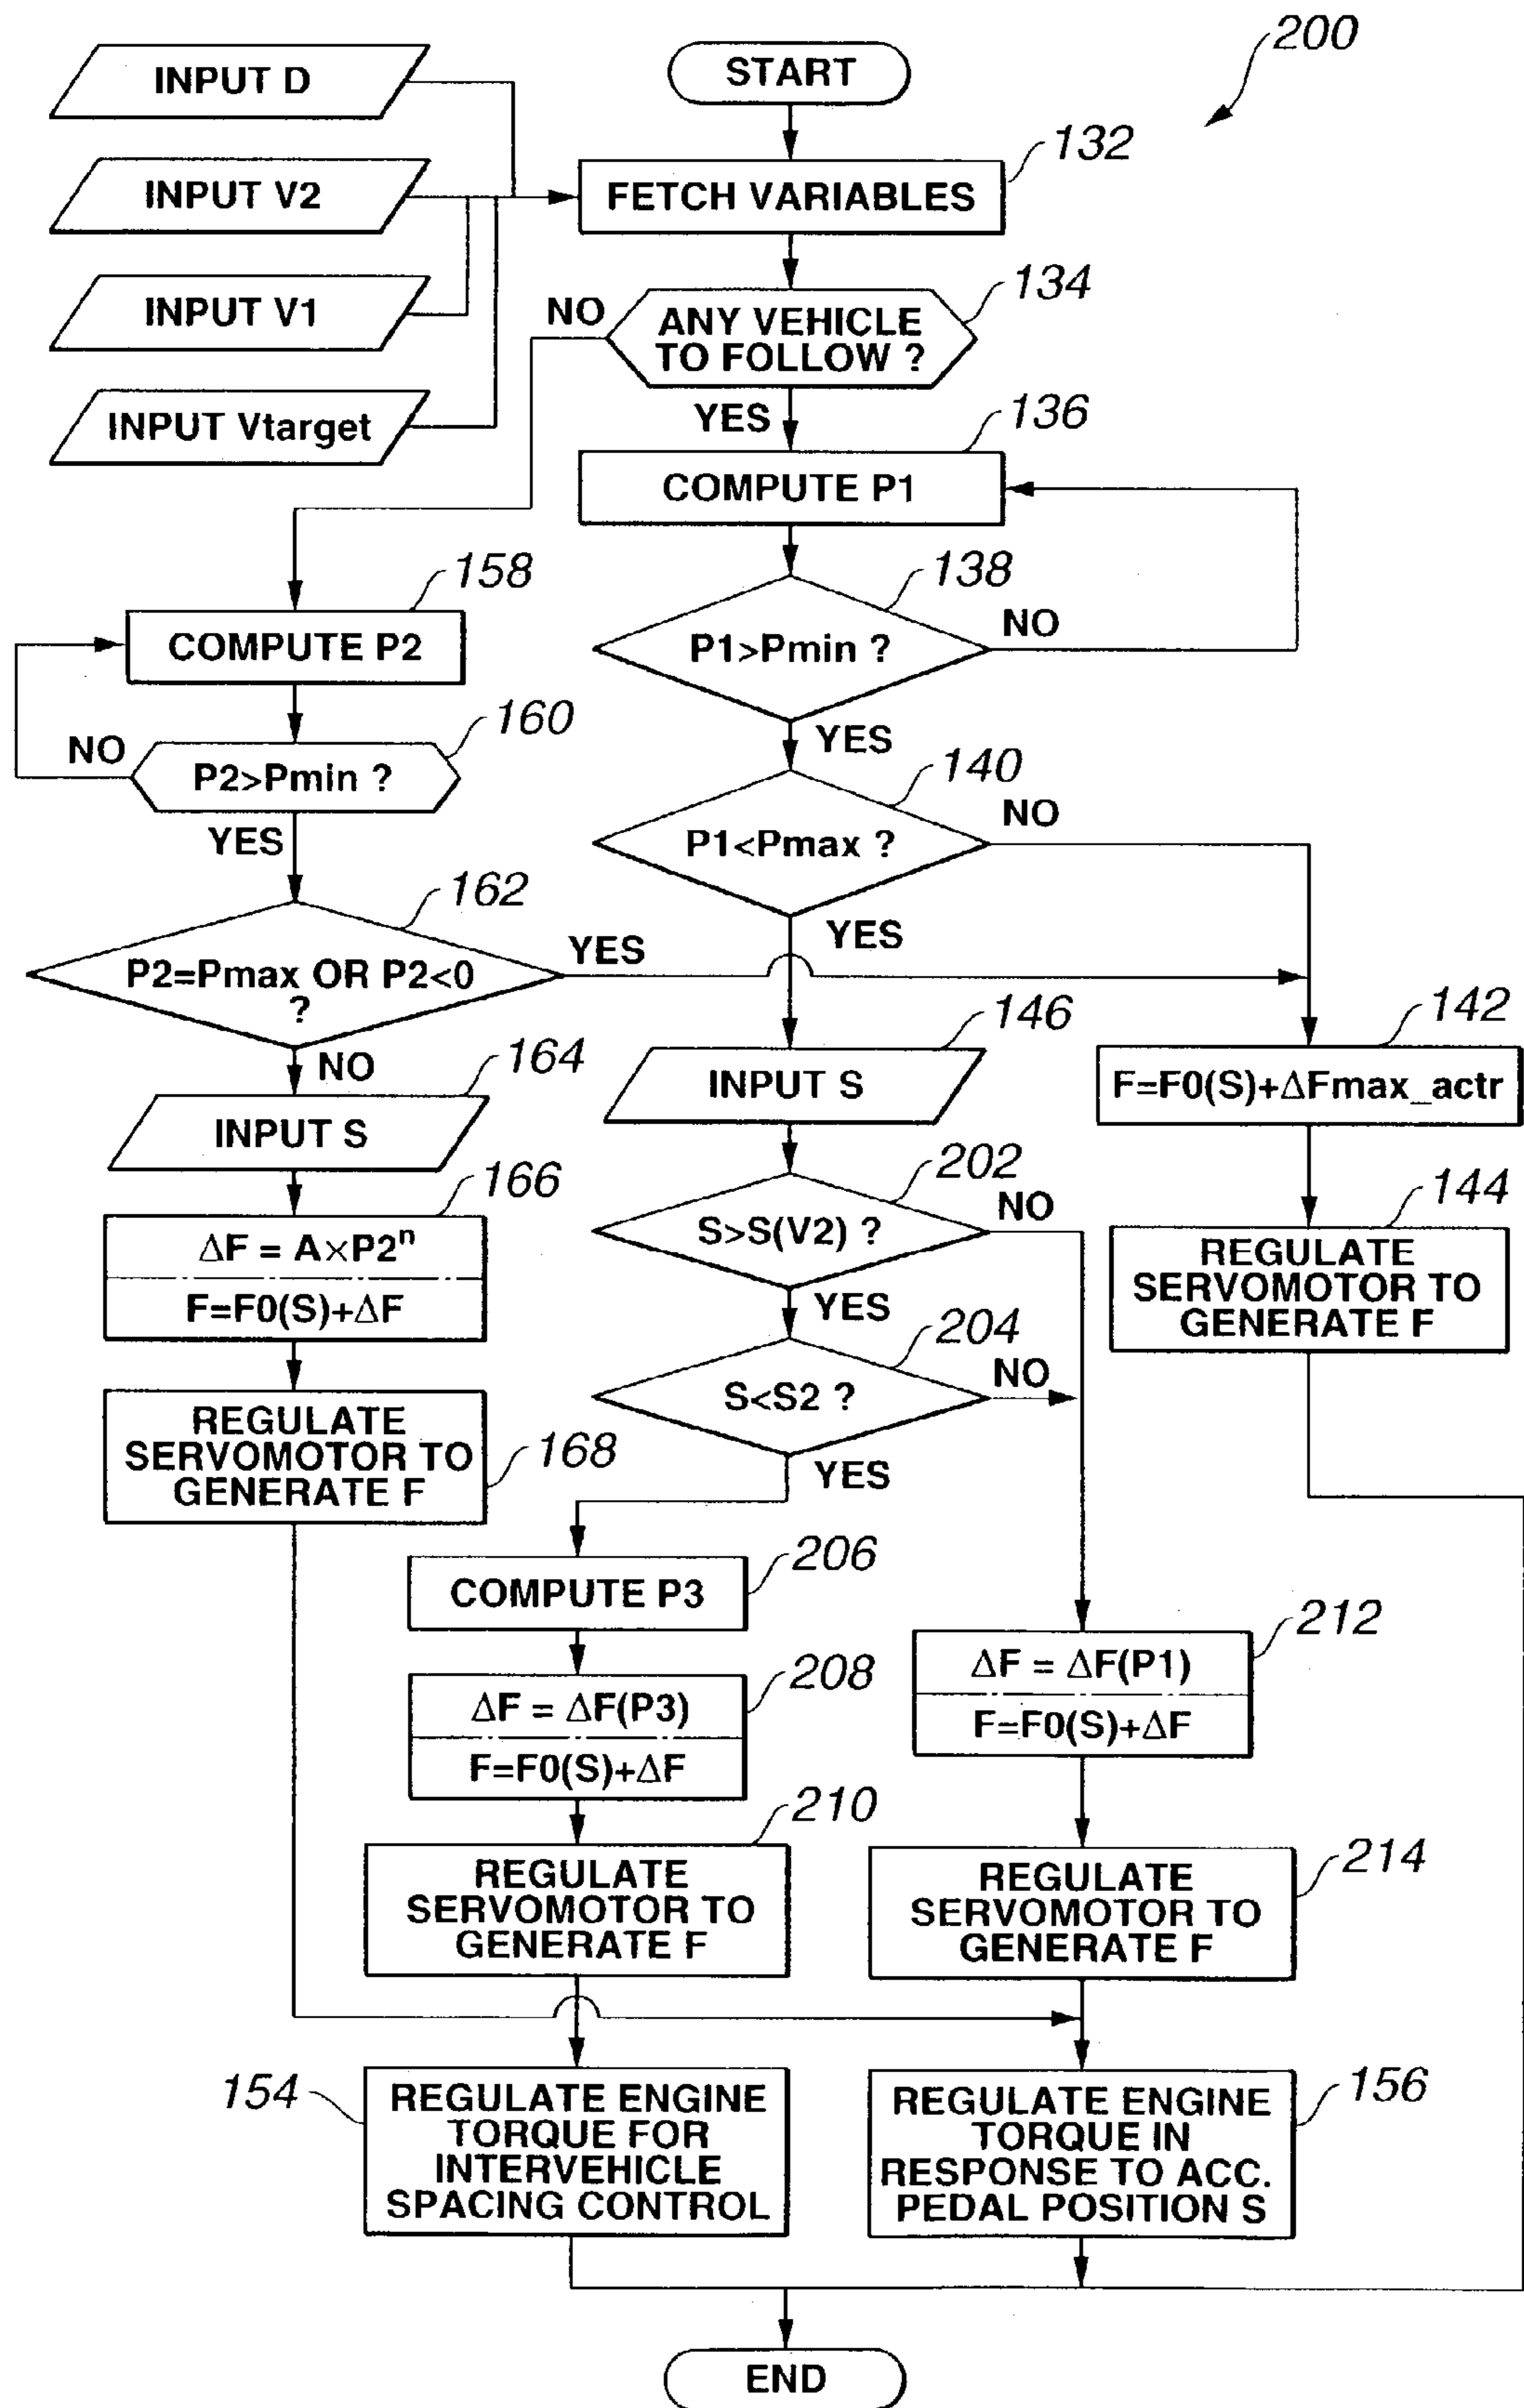 200
START
INPUT D
132
INPUT V2
FETCH VARIABLES
134
INPUT V1
NO
ANY VEHICLE
TO FOLLOW ?
INPUT Vtarget
YES
136
COMPUTE P1
158
138
COMPUTE P2
P1>Pmin ?
NO
160
NO
P2>Pmin ?
YES
140
YES
P1<Pmax ?
NO
162
YES
P2=Pmax OR P2<0
?
YES
146
142
NO
164
INPUT S
F=F0(S)+ΔFmax_actr
INPUT S
166
202
144
ΔF = A×P2ⁿ
F=F0(S)+ΔF
S>S(V2) ?
NO
REGULATE
SERVOMOTOR TO
GENERATE F
YES
204
REGULATE
SERVOMOTOR TO
GENERATE F
168
S<S2 ?
NO
YES
206
COMPUTE P3
212
208
ΔF = ΔF(P1)
F=F0(S)+ΔF
ΔF = ΔF(P3)
F=F0(S)+ΔF
210
214
REGULATE
SERVOMOTOR TO
GENERATE F
REGULATE
SERVOMOTOR TO
GENERATE F
154
REGULATE ENGINE
TORQUE FOR
INTERVEHICLE
SPACING CONTROL
156
REGULATE ENGINE
TORQUE IN
RESPONSE TO ACC.
PEDAL POSITION S
END